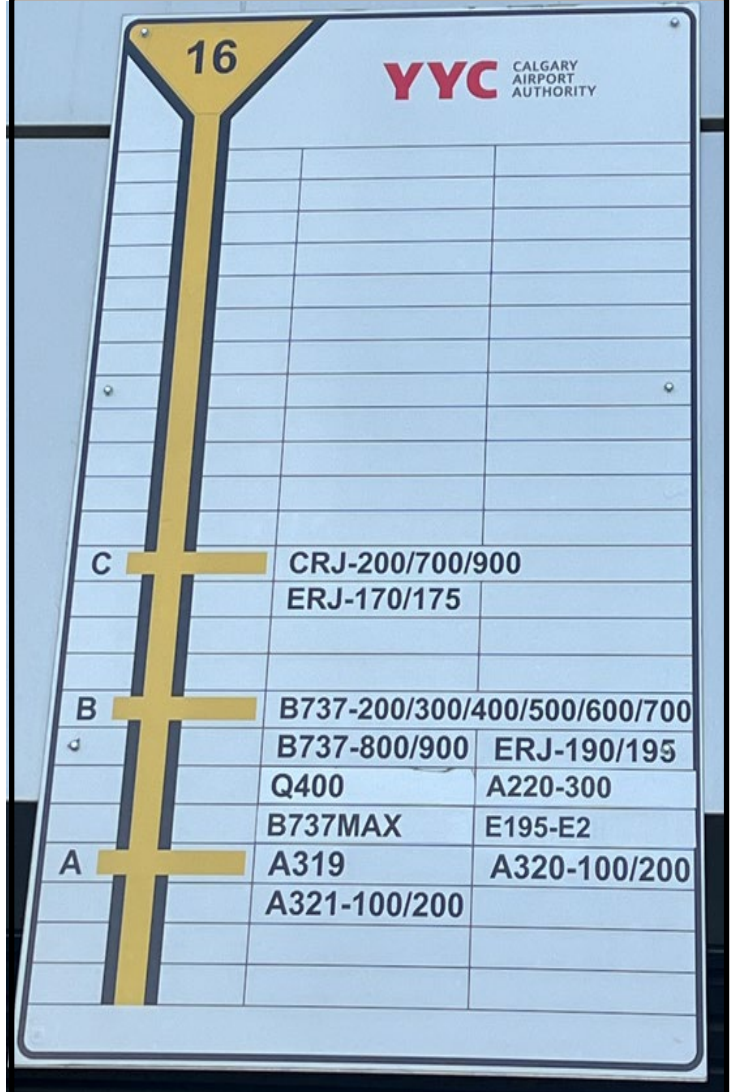 16
YYC CALGARY
AIRPORT
AUTHORITY
C CRJ-200/700/900
ERJ-170/175
B B737-200/300/400/500/600/700
B737-800/900 ERJ-190/195
Q400 A220-300
B737MAX E195-E2
A A319 A320-100/200
A321-100/200